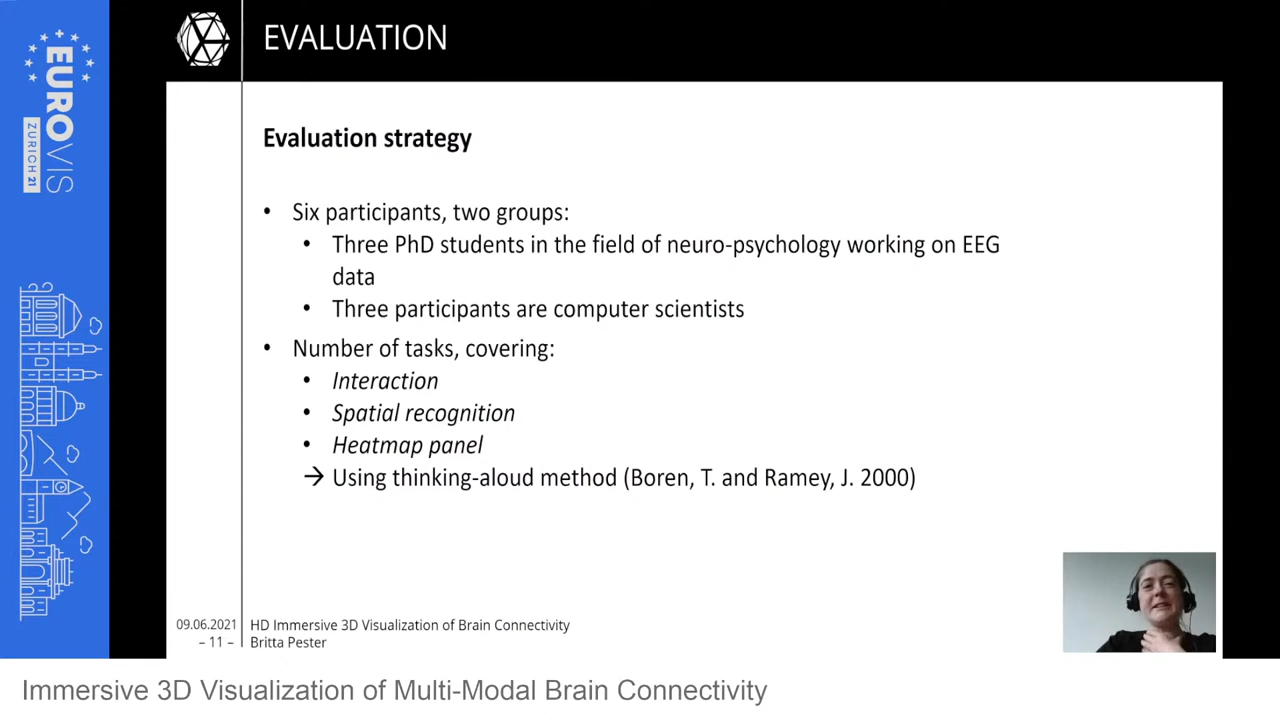 EUROVIS
ZURICH 21
EVALUATION
Evaluation strategy
• Six participants, two groups:
• Three PhD students in the field of neuro-psychology working on EEG
data
• Three participants are computer scientists
• Number of tasks, covering:
• Interaction
• Spatial recognition
• Heatmap panel
→ Using thinking-aloud method (Boren, T. and Ramey, J. 2000)
09.06.2021 HD Immersive 3D Visualization of Brain Connectivity
– 11 – Britta Pester
Immersive 3D Visualization of Multi-Modal Brain Connectivity